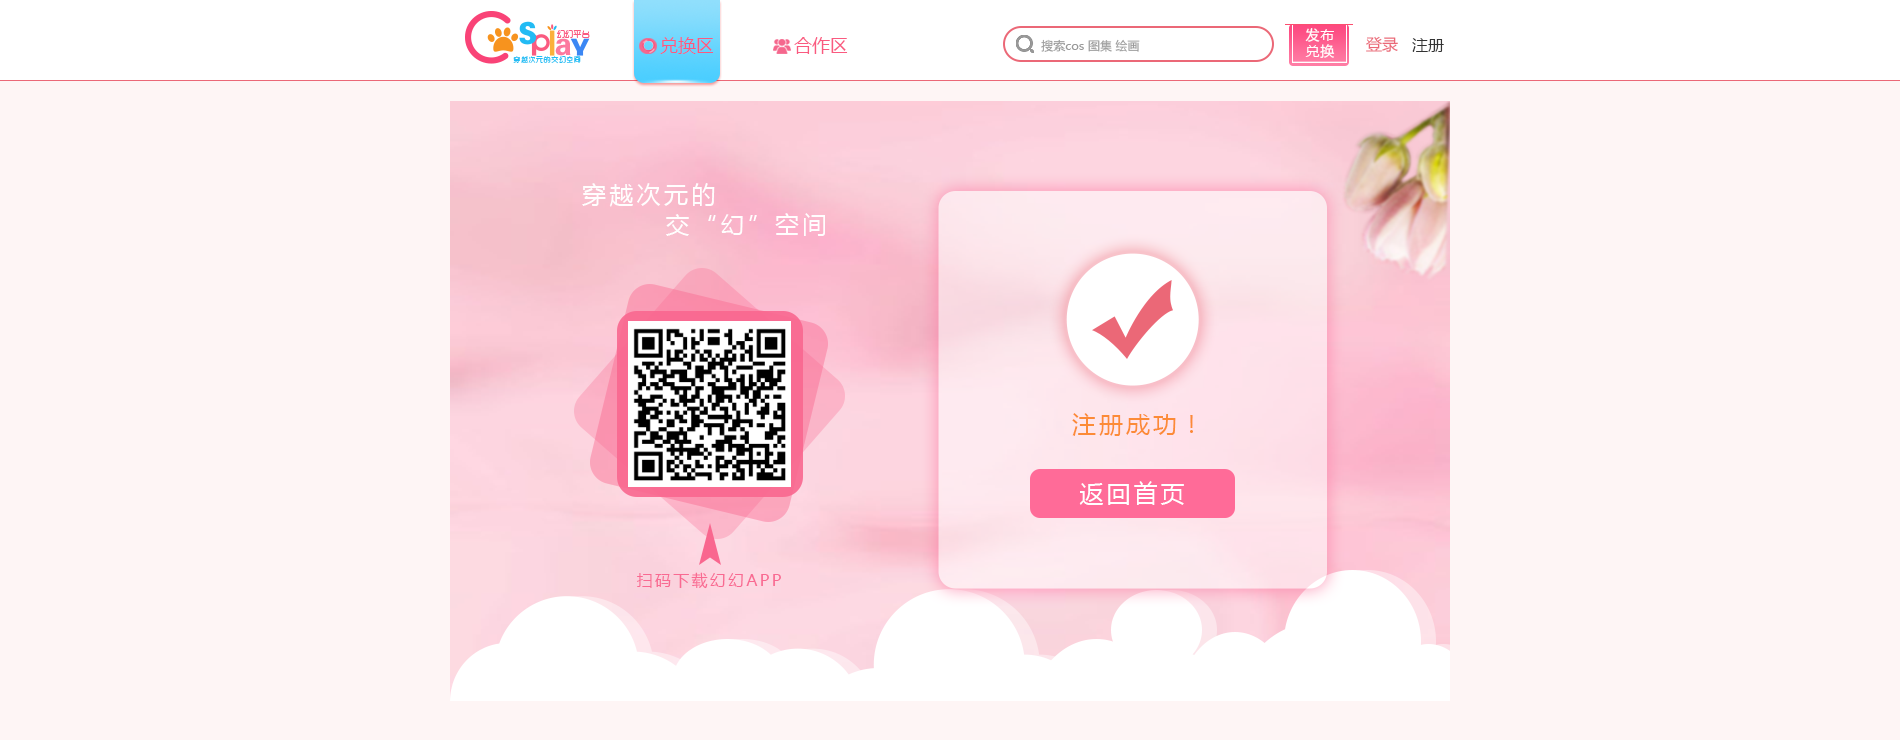 Cosplay
幻幻平台
穿越次元的交幻空间
兑换区
合作区
搜索cos 图集 绘画
发布
兑换
登录
注册
穿越次元的
交“幻”空间
扫码下载幻幻APP
注册成功！
返回首页